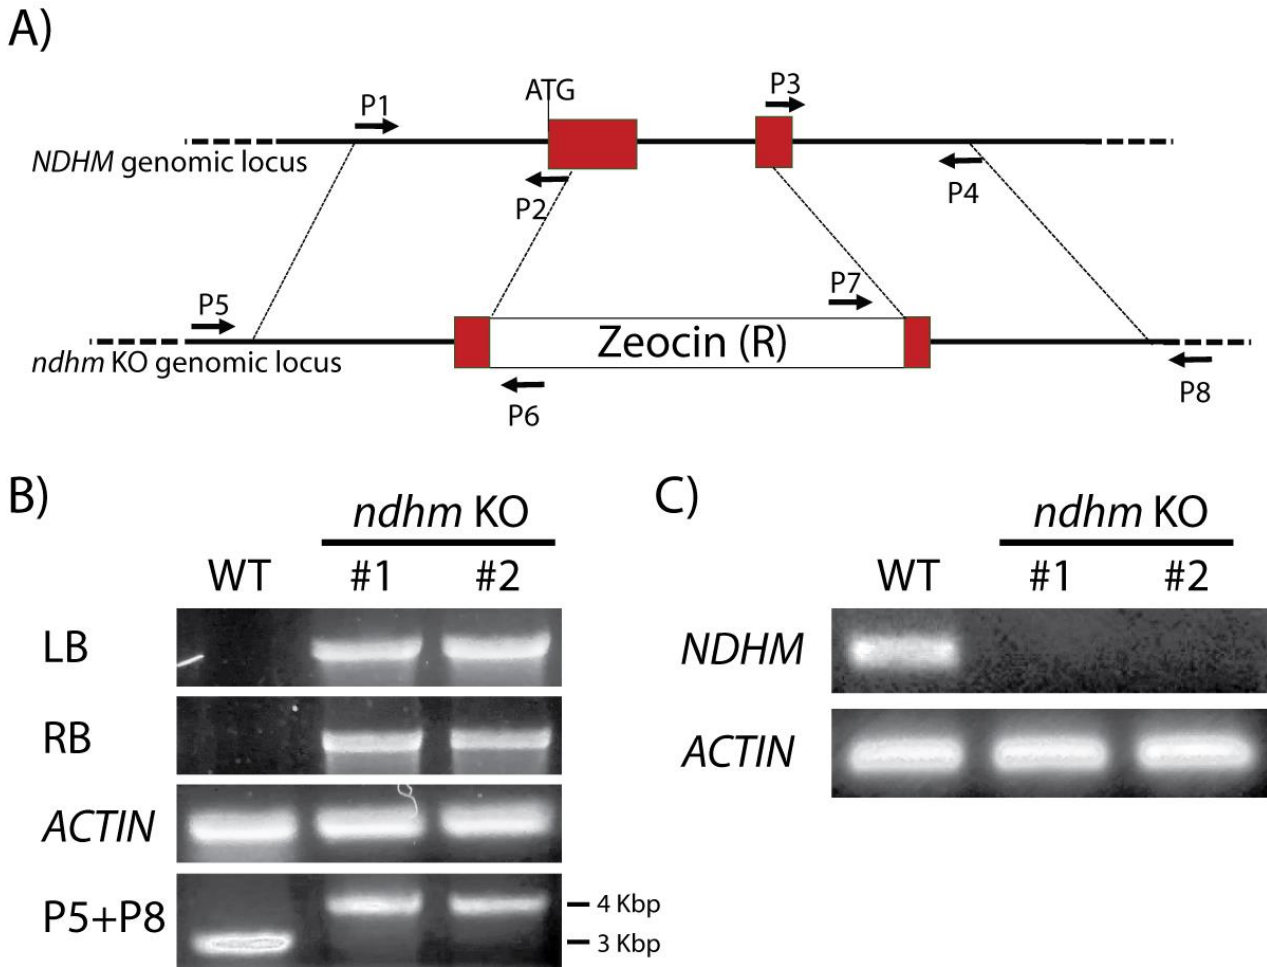 A)
ATG
P1
P3
NDHM genomic locus
P2
P4
P5
P7
Zeocin (R)
ndhm KO genomic locus
P6
P8
B)
ndhm KO
WT #1 #2
LB
RB
ACTIN
P5+P8
4 Kbp
3 Kbp
C)
ndhm KO
WT #1 #2
NDHM
ACTIN